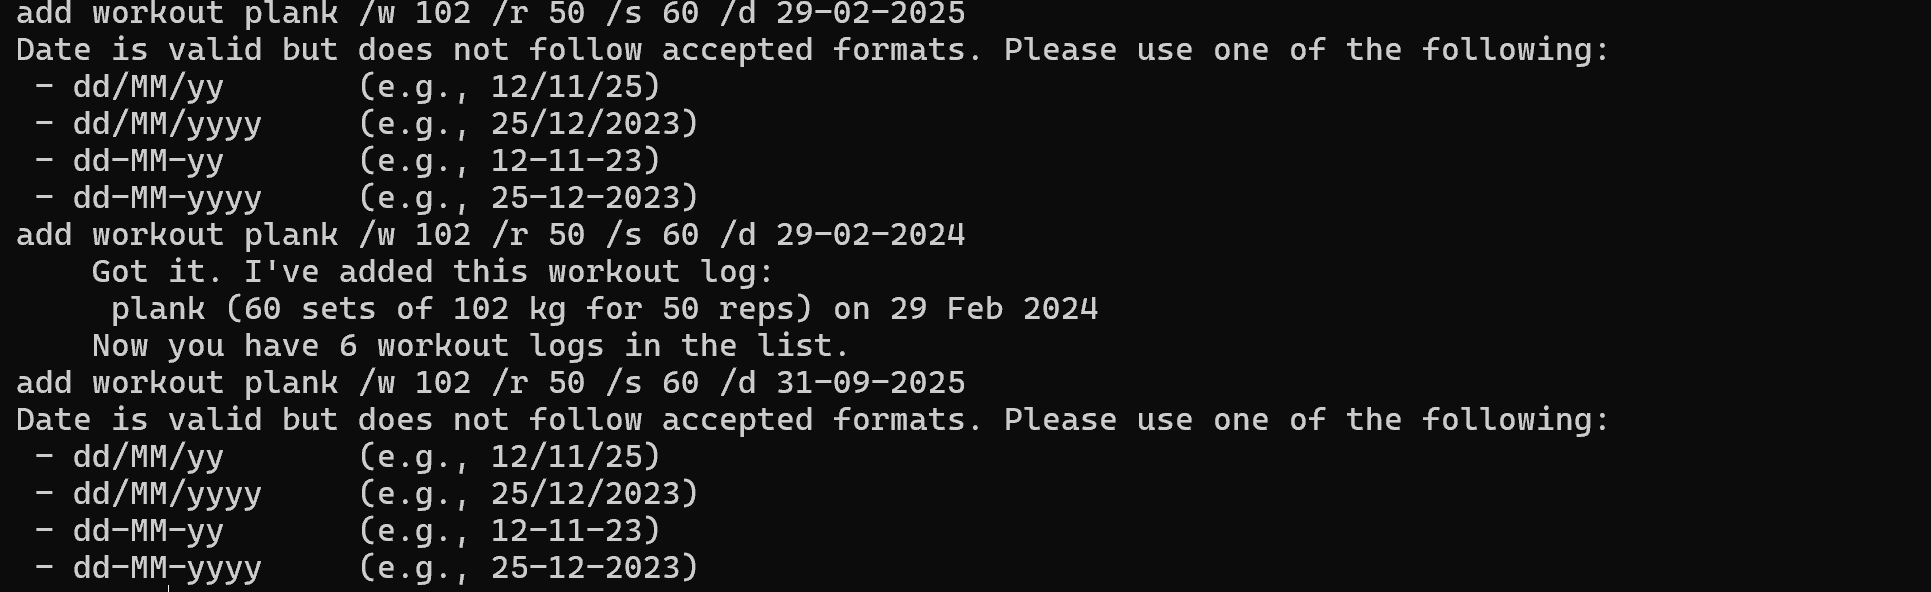 add workout plank /w 102 /r 50 /s 60 /d 29-02-2025
Date is valid but does not follow accepted formats. Please use one of the following:
 - dd/MM/yy       (e.g., 12/11/25)
 - dd/MM/yyyy     (e.g., 25/12/2023)
 - dd-MM-yy       (e.g., 12-11-23)
 - dd-MM-yyyy     (e.g., 25-12-2023)
add workout plank /w 102 /r 50 /s 60 /d 29-02-2024
    Got it. I've added this workout log:
     plank (60 sets of 102 kg for 50 reps) on 29 Feb 2024
    Now you have 6 workout logs in the list.
add workout plank /w 102 /r 50 /s 60 /d 31-09-2025
Date is valid but does not follow accepted formats. Please use one of the following:
 - dd/MM/yy       (e.g., 12/11/25)
 - dd/MM/yyyy     (e.g., 25/12/2023)
 - dd-MM-yy       (e.g., 12-11-23)
 - dd-MM-yyyy     (e.g., 25-12-2023)